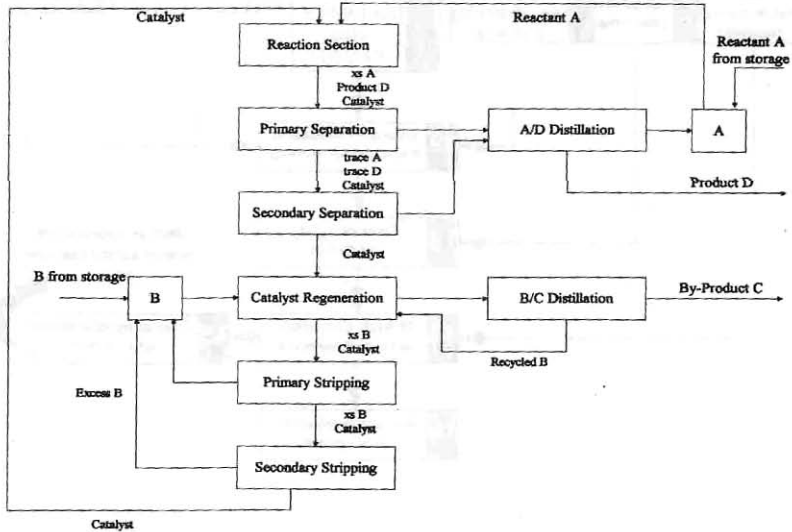 Catalyst
Reactant A
Reaction Section
Reactant A
from storage
xs A
Product D
Catalyst
Primary Separation
A/D Distillation
A
trace A
trace D
Catalyst
Product D
Secondary Separation
Catalyst
B from storage
B
Catalyst Regeneration
B/C Distillation
By-Product C
xs B
Catalyst
Recycled B
Primary Stripping
Excess B
xs B
Catalyst
Secondary Stripping
Catalyst